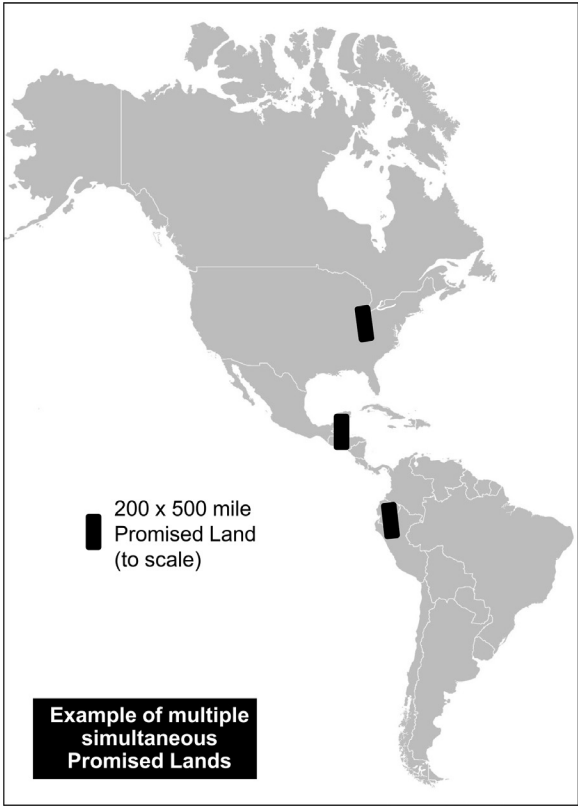 200 x 500 mile
Promised Land
(to scale)
Example of multiple
simultaneous
Promised Lands